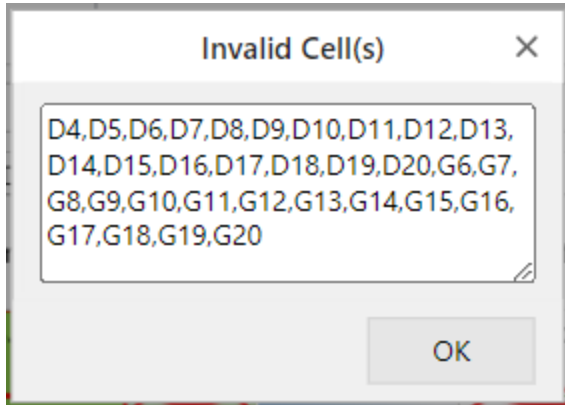 Invalid Cell(s)
D4,D5,D6,D7,D8,D9,D10,D11,D12,D13,
D14,D15,D16,D17,D18,D19,D20,G6,G7,
G8,G9,G10,G11,G12,G13,G14,G15,G16,
G17,G18,G19,G20
OK